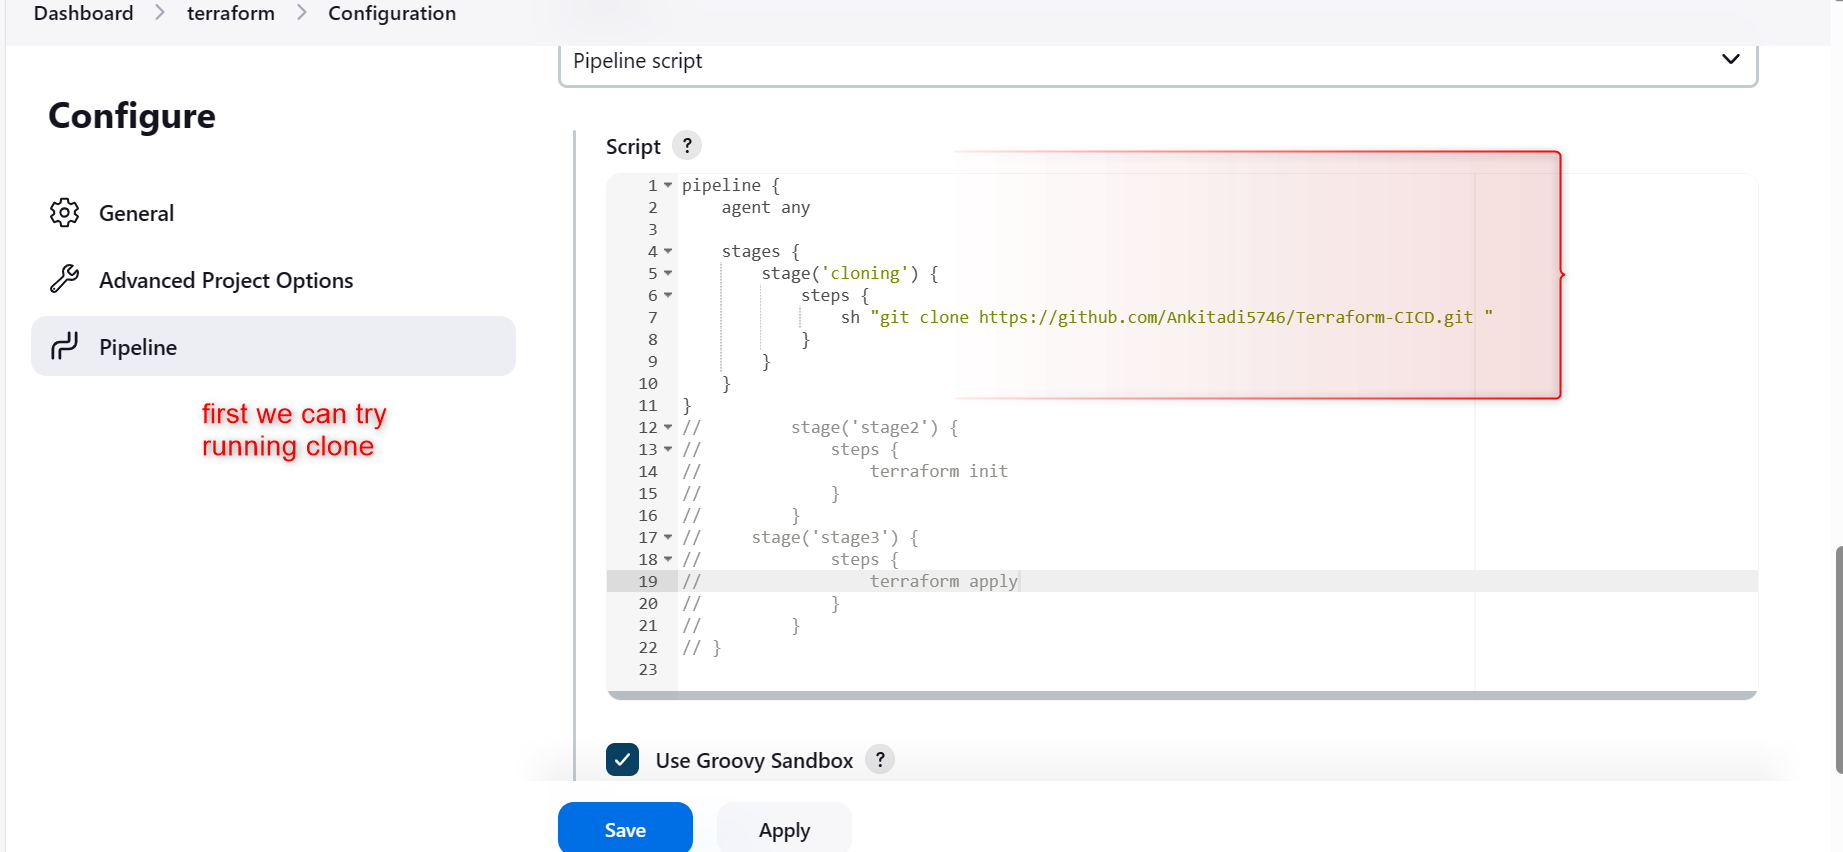 Dashboard > terraform > Configuration
Pipeline script
Configure
Script ?
General
Advanced Project Options
Pipeline
first we can try
running clone
1 pipeline {
2     agent any
3
4     stages {
5         stage('cloning') {
6             steps {
7                 sh "git clone https://github.com/Ankitadi5746/Terraform-CICD.git "
8             }
9         }
10     }
11 }
12 //         stage('stage2') {
13 //             steps {
14 //                 terraform init
15 //             }
16 //         }
17 //     stage('stage3') {
18 //             steps {
19 //                 terraform apply
20 //             }
21 //         }
22 // }
23
Use Groovy Sandbox ?
Save Apply